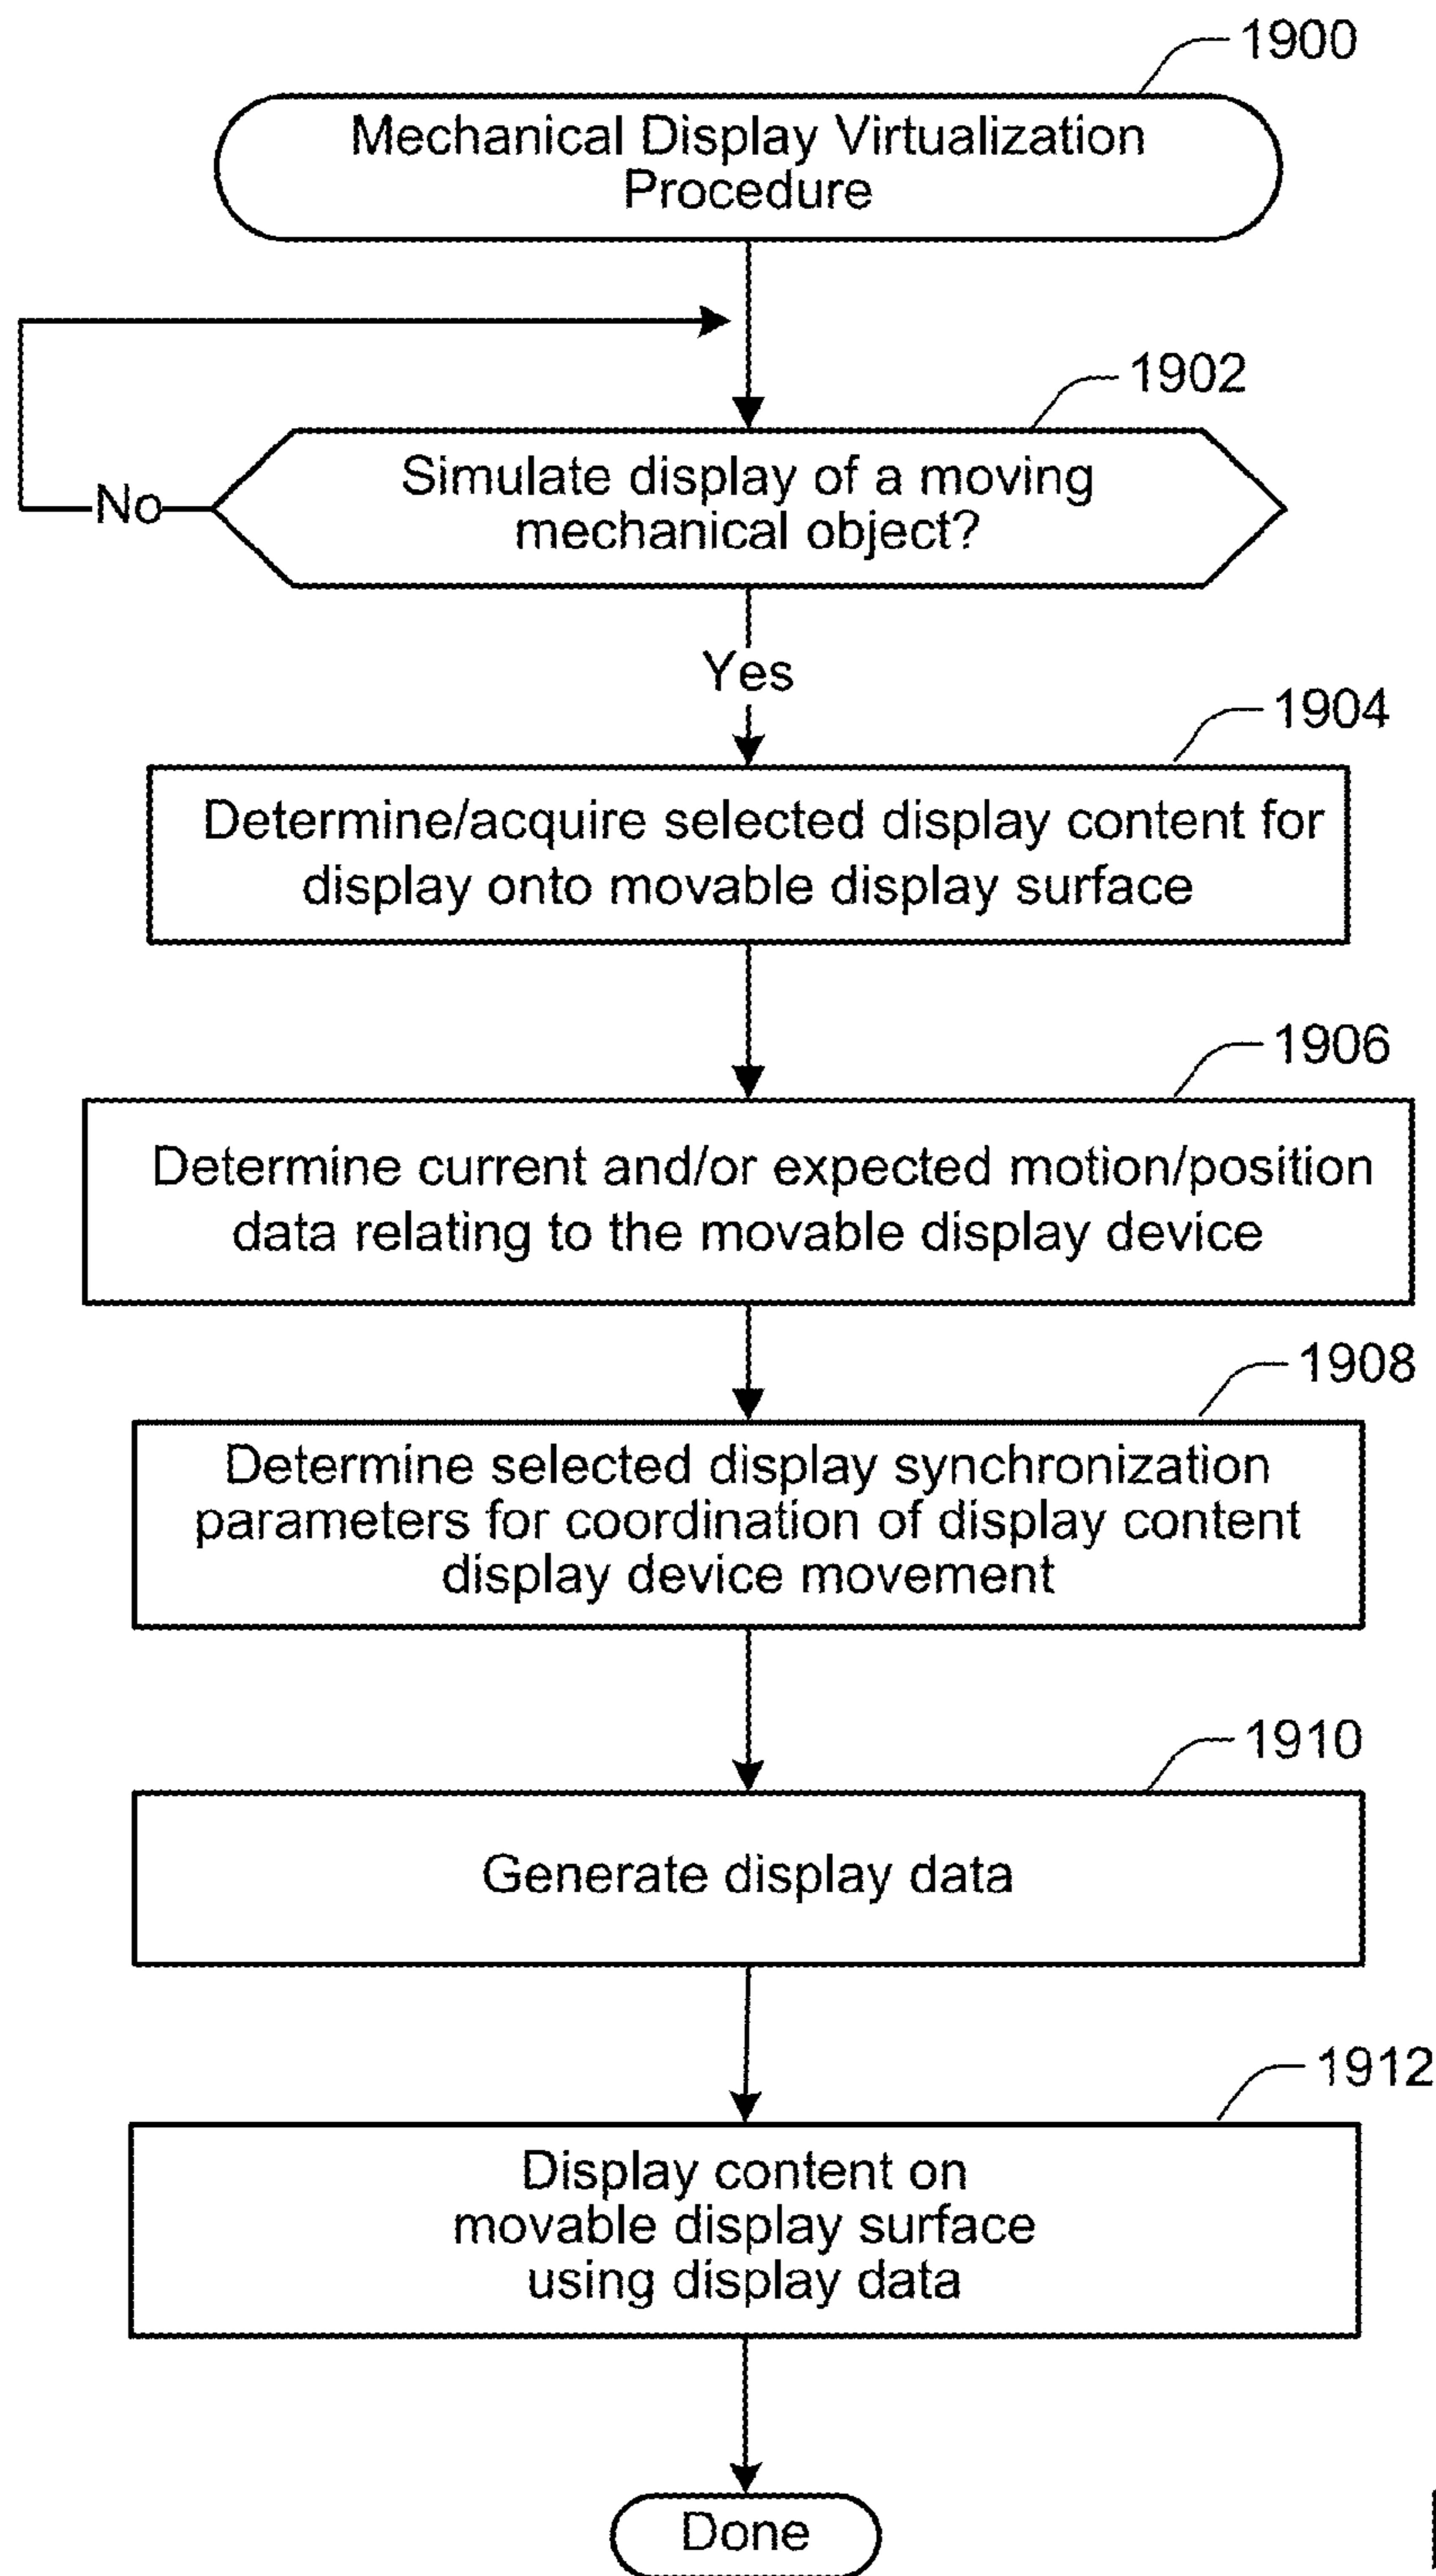 1900
Mechanical Display Virtualization
Procedure
1902
Simulate display of a moving
mechanical object?
No
Yes
1904
Determine/acquire selected display content for
display onto movable display surface
1906
Determine current and/or expected motion/position
data relating to the movable display device
1908
Determine selected display synchronization
parameters for coordination of display content
display device movement
1910
Generate display data
1912
Display content on
movable display surface
using display data
Done